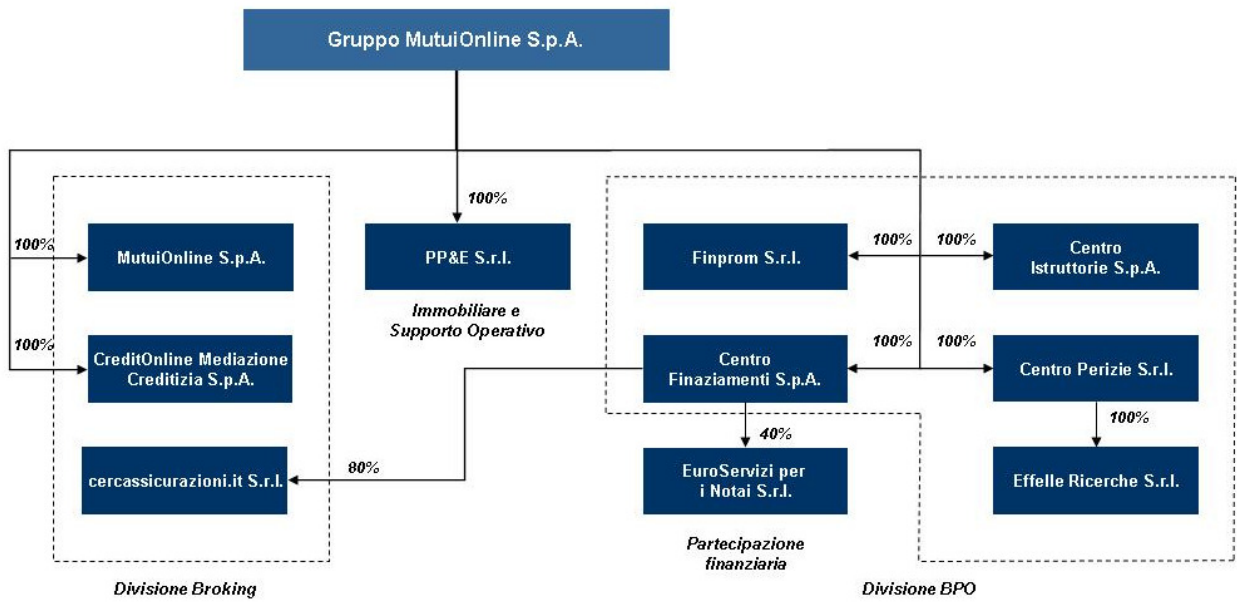 Gruppo MutuiOnline S.p.A.
100%
100%
MutuiOnline S.p.A.
PP&E S.r.l.
Immobiliare e
Supporto Operativo
Finprom S.r.l.
100%
100%
Centro
Istruttorie S.p.A.
100%
CreditOnline Mediazione
Creditizia S.p.A.
Centro
Finaziamenti S.p.A.
100%
100%
Centro Perizie S.r.l.
cercassicurazioni.it S.r.l.
80%
40%
EuroServizi per
i Notai S.r.l.
Partecipazione
finanziaria
100%
Effelle Ricerche S.r.l.
Divisione Broking
Divisione BPO